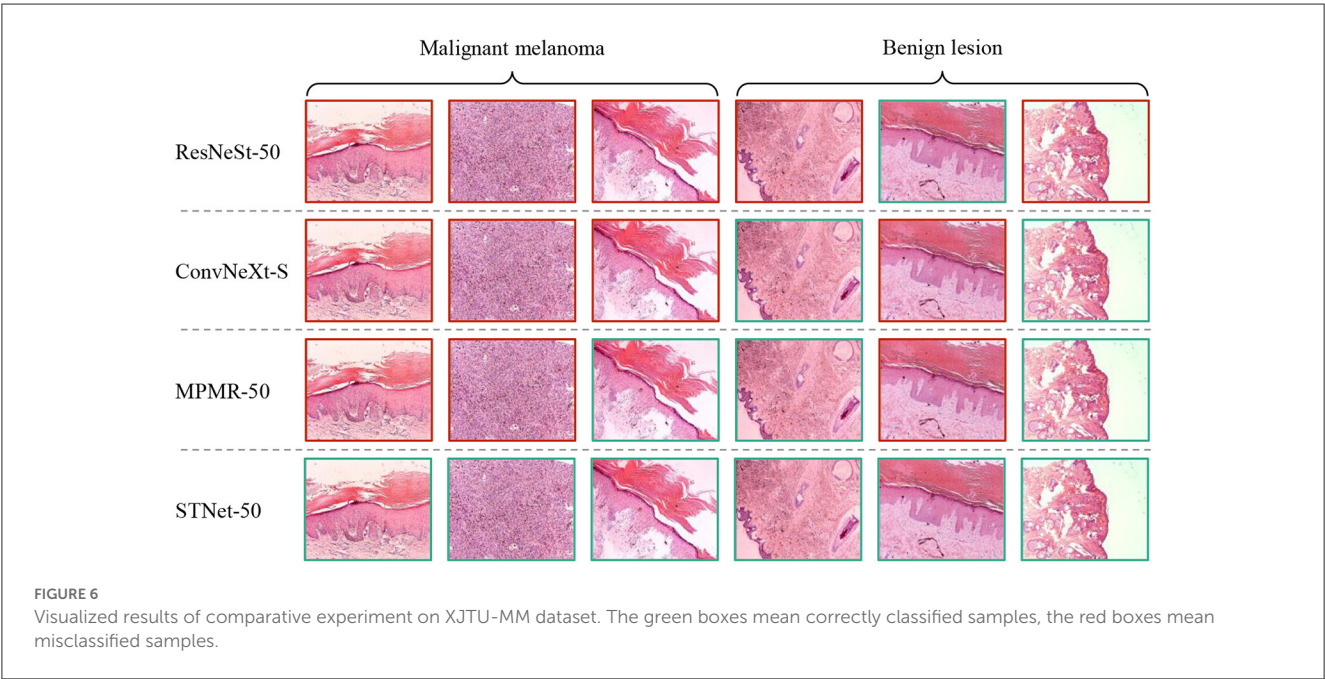 Malignant melanoma
Benign lesion
ResNeSt-50
ConvNeXt-S
MPMR-50
STNet-50
FIGURE 6
Visualized results of comparative experiment on XJTU-MM dataset. The green boxes mean correctly classified samples, the red boxes mean
misclassified samples.